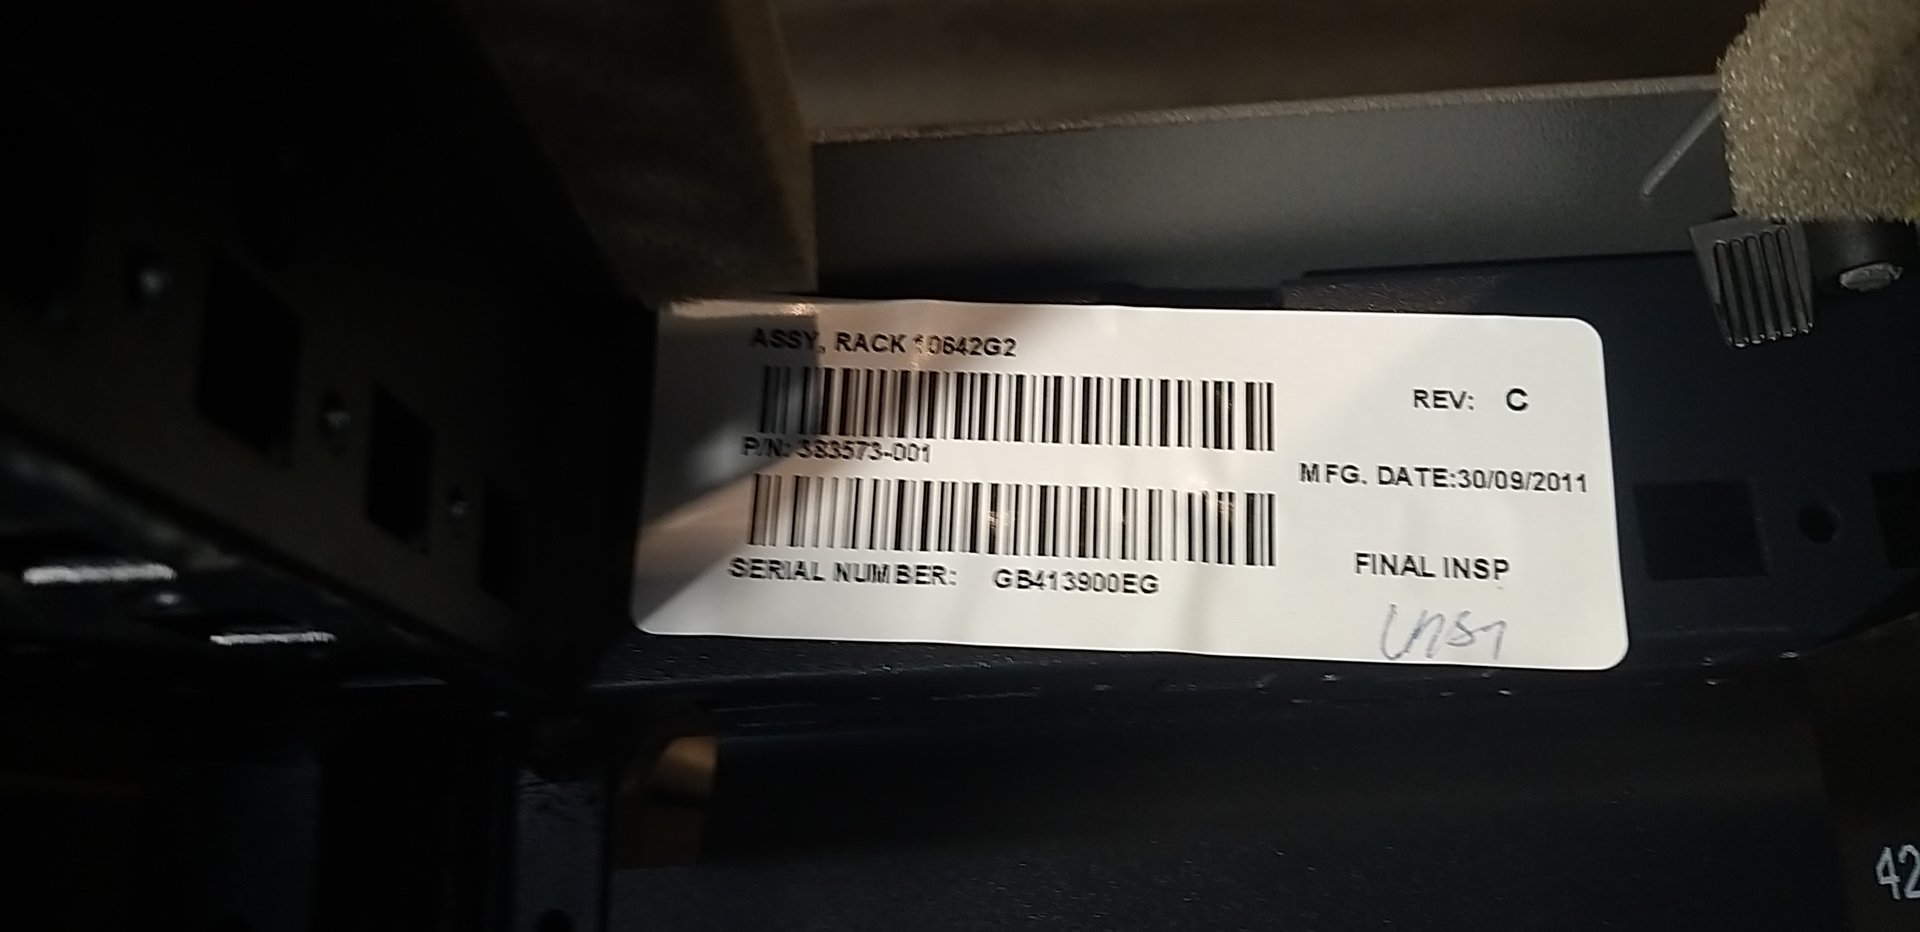 ASSY, RACK 10642G2
P/N: 383573-001
SERIAL NUMBER: GB413900EG
REV: C
MFG. DATE:30/09/2011
FINAL INSP
42